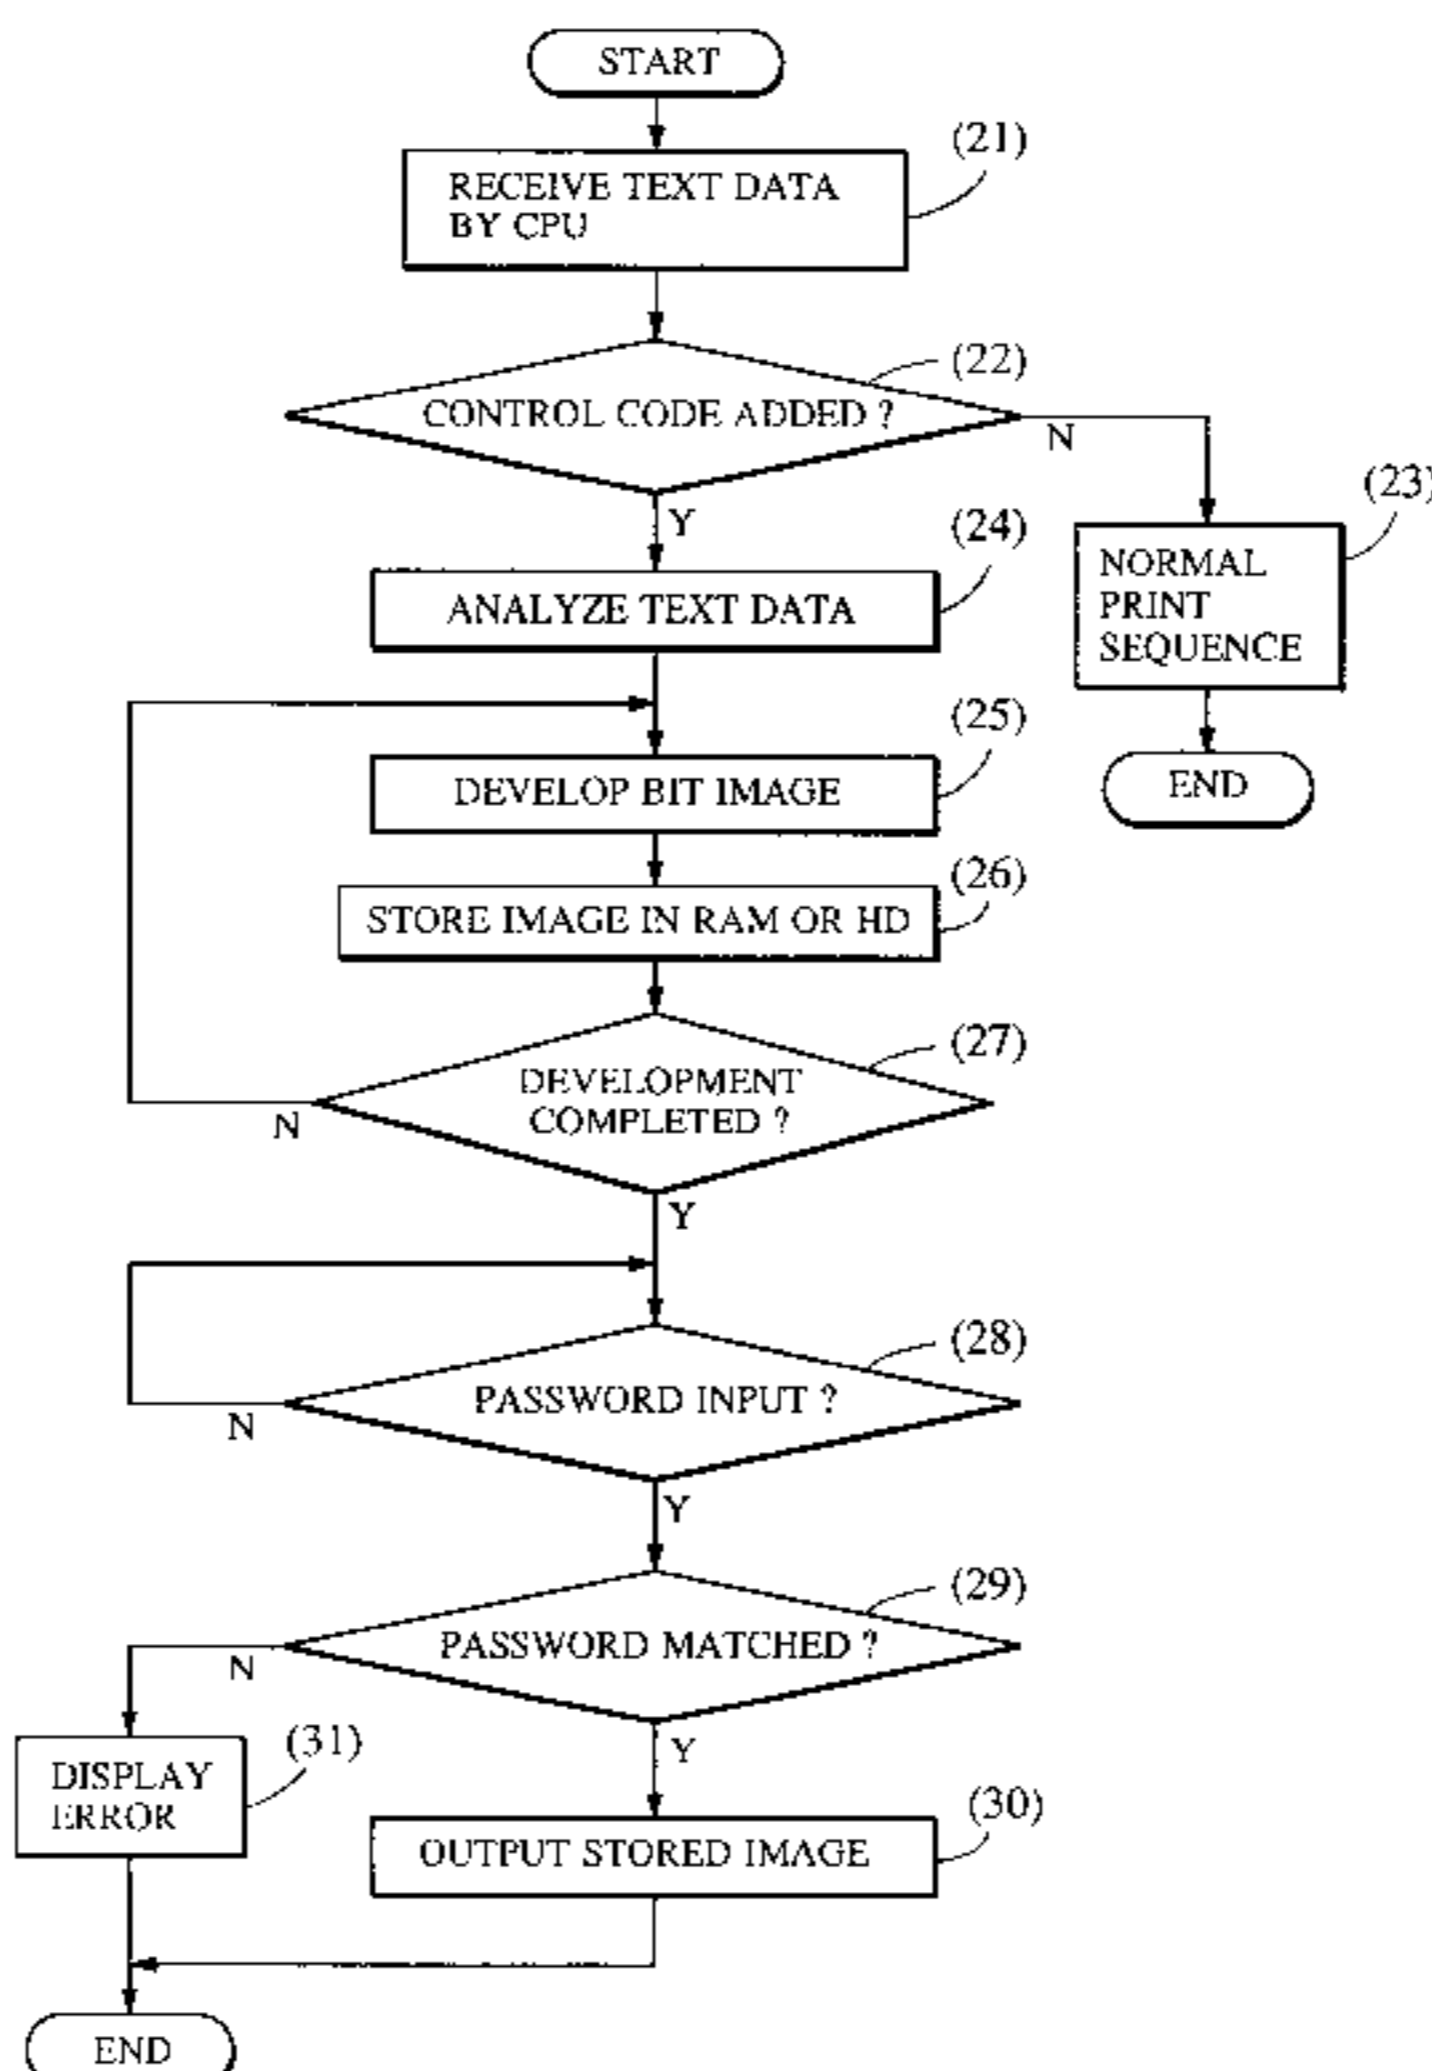 START
(21)
RECEIVE TEXT DATA
BY CPU
(22)
CONTROL CODE ADDED ?
N
Y
(23)
NORMAL
PRINT
SEQUENCE
END
(24)
ANALYZE TEXT DATA
(25)
DEVELOP BIT IMAGE
(26)
STORE IMAGE IN RAM OR HD
(27)
DEVELOPMENT
COMPLETED ?
N
Y
(28)
PASSWORD INPUT ?
N
Y
(29)
PASSWORD MATCHED ?
N
Y
(31)
DISPLAY
ERROR
(30)
OUTPUT STORED IMAGE
END